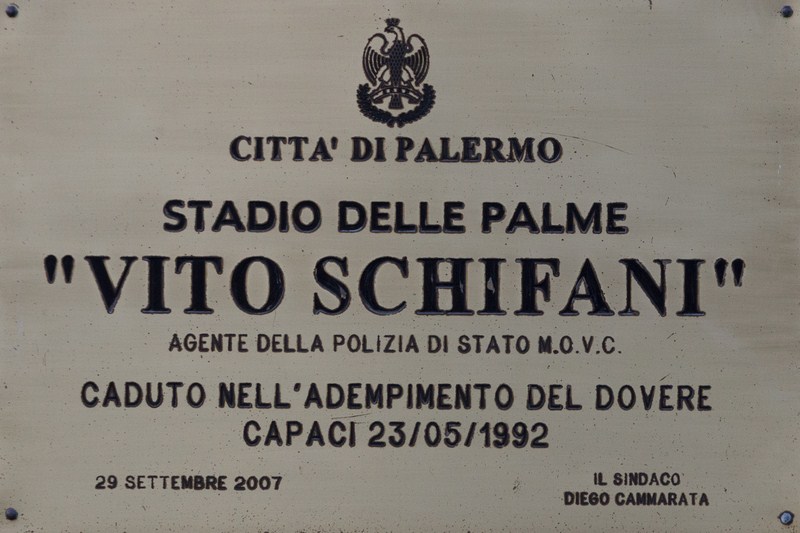 CITTA' DI PALERMO
STADIO DELLE PALME
"VITO SCHIFANI"
AGENTE DELLA POLIZIA DI STATO M.O.V.C.
CADUTO NELL'ADEMPIMENTO DEL DOVERE
CAPACI 23/05/1992
29 SETTEMBRE 2007
IL SINDACO
DIEGO CAMMARATA